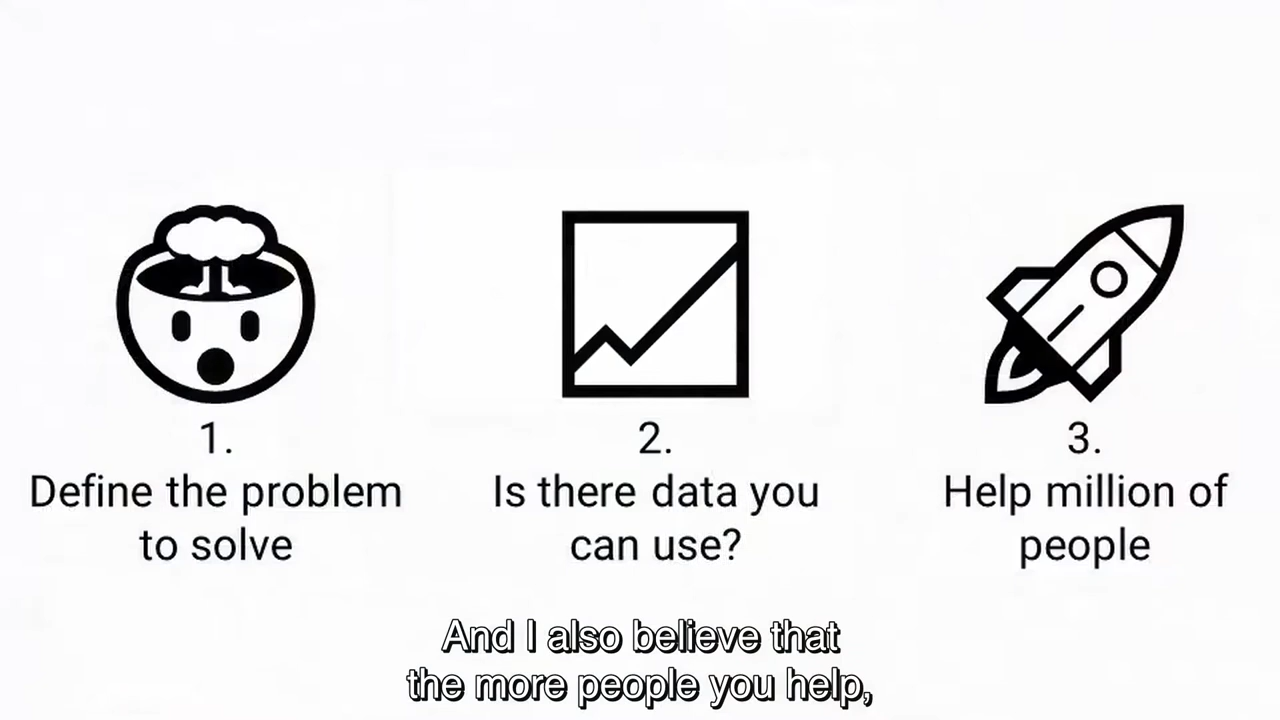 1.
Define the problem
to solve
2.
Is there data you
can use?
3.
Help million of
people
And I also believe that
the more people you help,